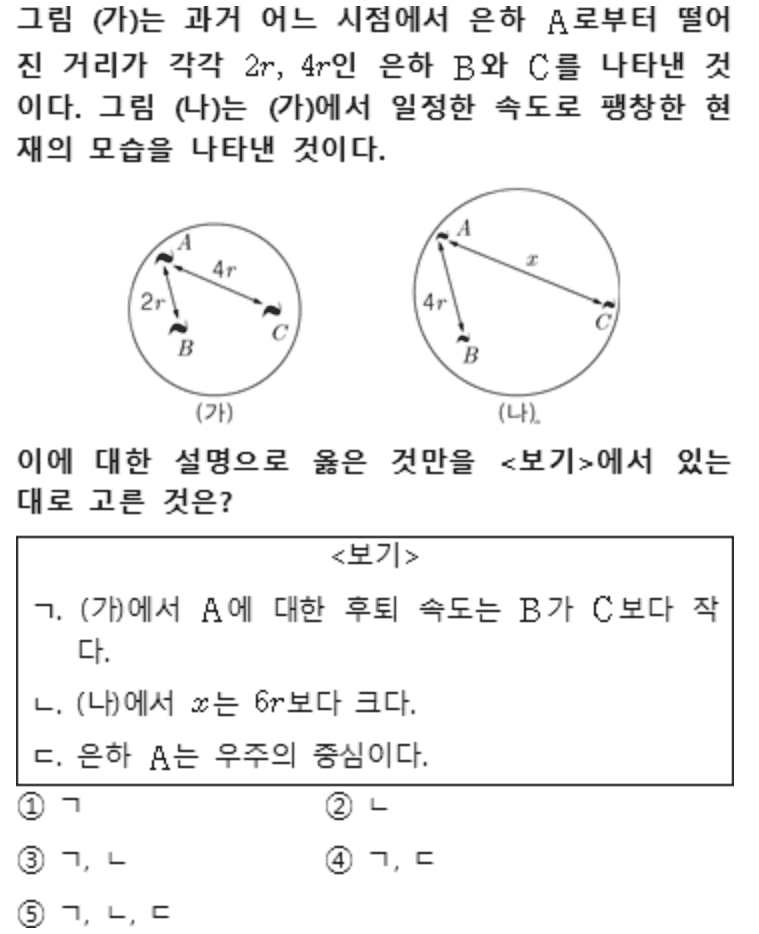 그림 (가)는 과거 어느 시점에서 은하 A로부터 떨어
진 거리가 각각 2r, 4r인 은하 B와 C를 나타낸 것
이다. 그림 (나)는 (가)에서 일정한 속도로 팽창한 현
재의 모습을 나타낸 것이다.
A
4r
2r
B
C
(가)
A
x
4r
B
C
(나)
이에 대한 설명으로 옳은 것만을 <보기>에서 있는
대로 고른 것은?
<보기>
ㄱ. (가)에서 A에 대한 후퇴 속도는 B가 C보다 작
다.
ㄴ. (나)에서 x는 6r보다 크다.
ㄷ. 은하 A는 우주의 중심이다.
① ㄱ ② ㄴ
③ ㄱ, ㄴ ④ ㄱ, ㄷ
⑤ ㄱ, ㄴ, ㄷ